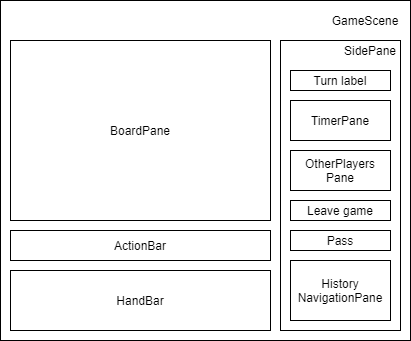 GameScene
SidePane
Turn label
TimerPane
BoardPane
OtherPlayers
Pane
Leave game
Pass
ActionBar
History
NavigationPane
HandBar